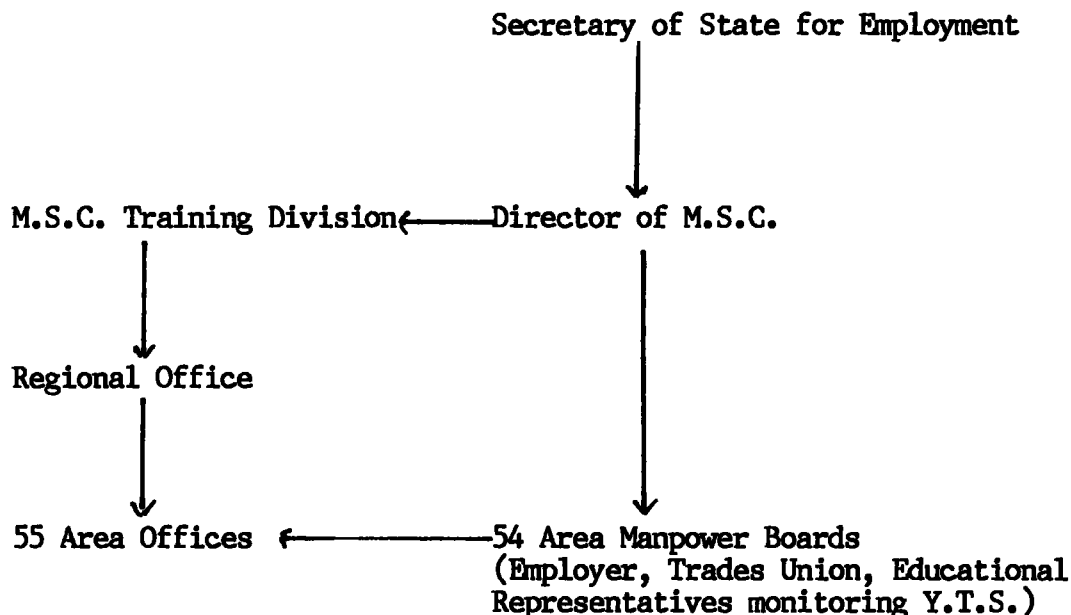 Secretary of State for Employment
M.S.C. Training Division
Director of M.S.C.
Regional Office
55 Area Offices
54 Area Manpower Boards
(Employer, Trades Union, Educational
Representatives monitoring Y.T.S.)